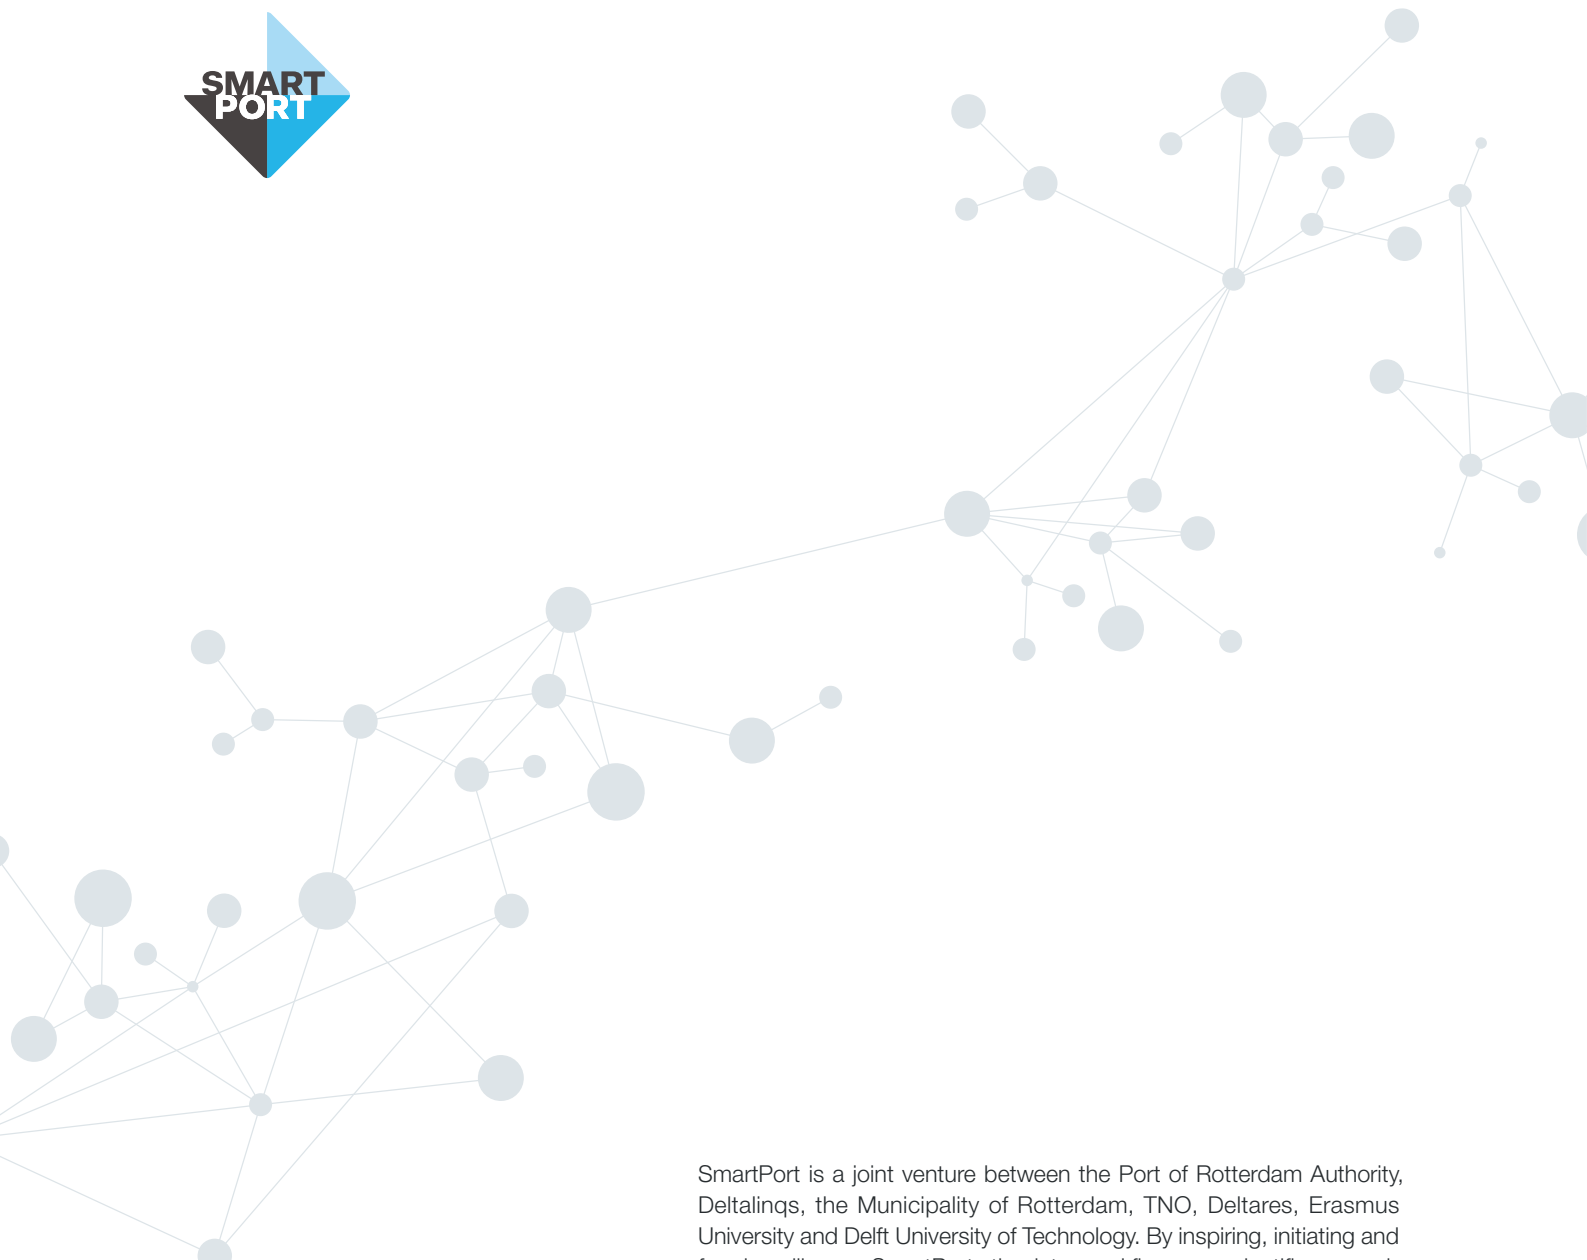 SMART
PORT
SmartPort is a joint venture between the Port of Rotterdam Authority,
Deltalinqs, the Municipality of Rotterdam, TNO, Deltares, Erasmus
University and Delft University of Technology. By inspiring, initiating and